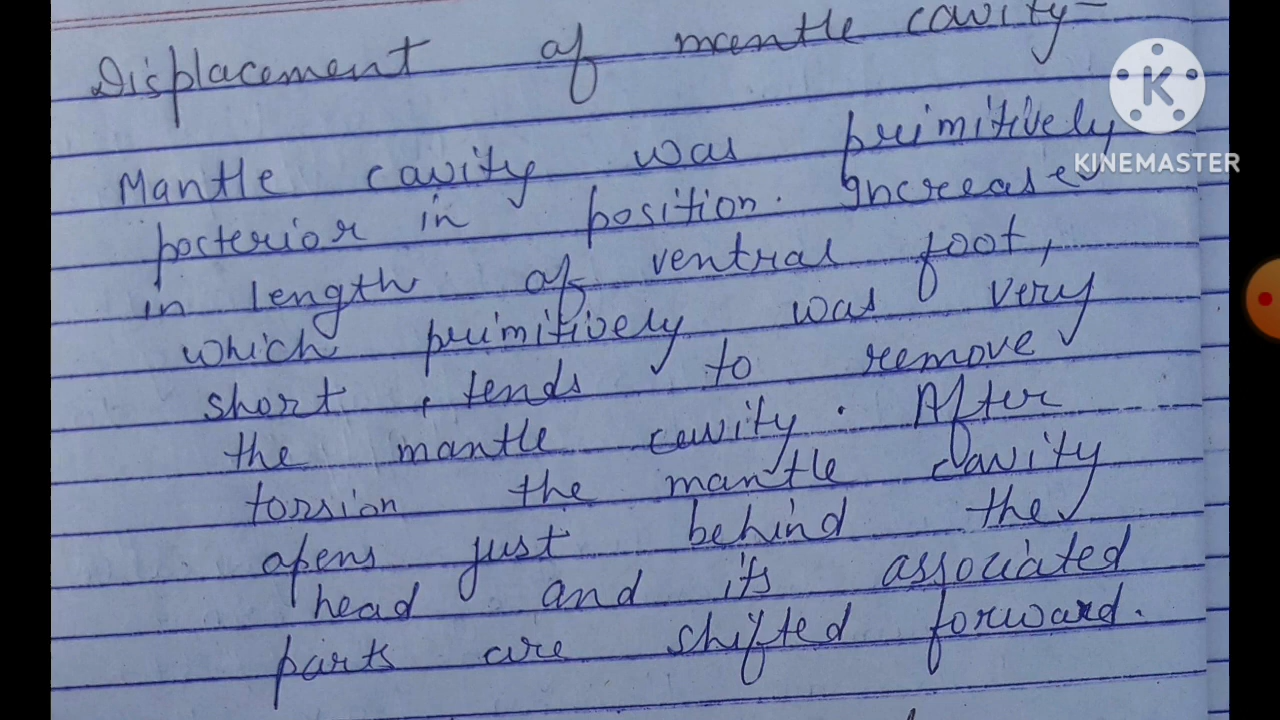 Displacement of mantle cavity-
Mantle cavity was primitively
posterior in position. Increase
in length of ventral foot,
which primitively was very
short, tends to remove
the mantle cavity. After
torsion the mantle cavity
opens just behind the
head and its associated
parts are shifted forward.
KINEMASTER